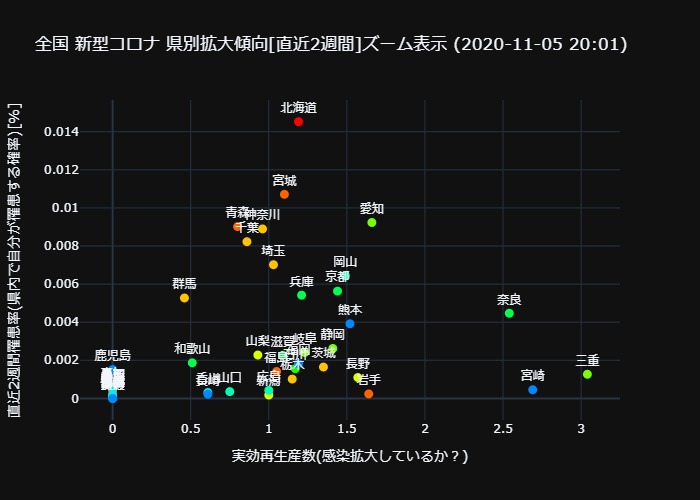 全国 新型コロナ 県別拡大傾向[直近2週間]ズーム表示 (2020-11-05 20:01)
直近2週間罹患率(県内で自分が罹患する確率)[%]
北海道
0.014
0.012
宮城
0.01
愛知
青森
神奈川
千葉
0.008
埼玉
岡山
0.006
群馬
兵庫
京都
奈良
0.004
熊本
静岡
和歌山
山梨
滋賀
岐阜
0.002
鹿児島
福島
栃木
茨城
長野
三重
岩手
宮崎
山口
新潟
0
0
0.5
1
1.5
2
2.5
3
実効再生産数(感染拡大しているか？)